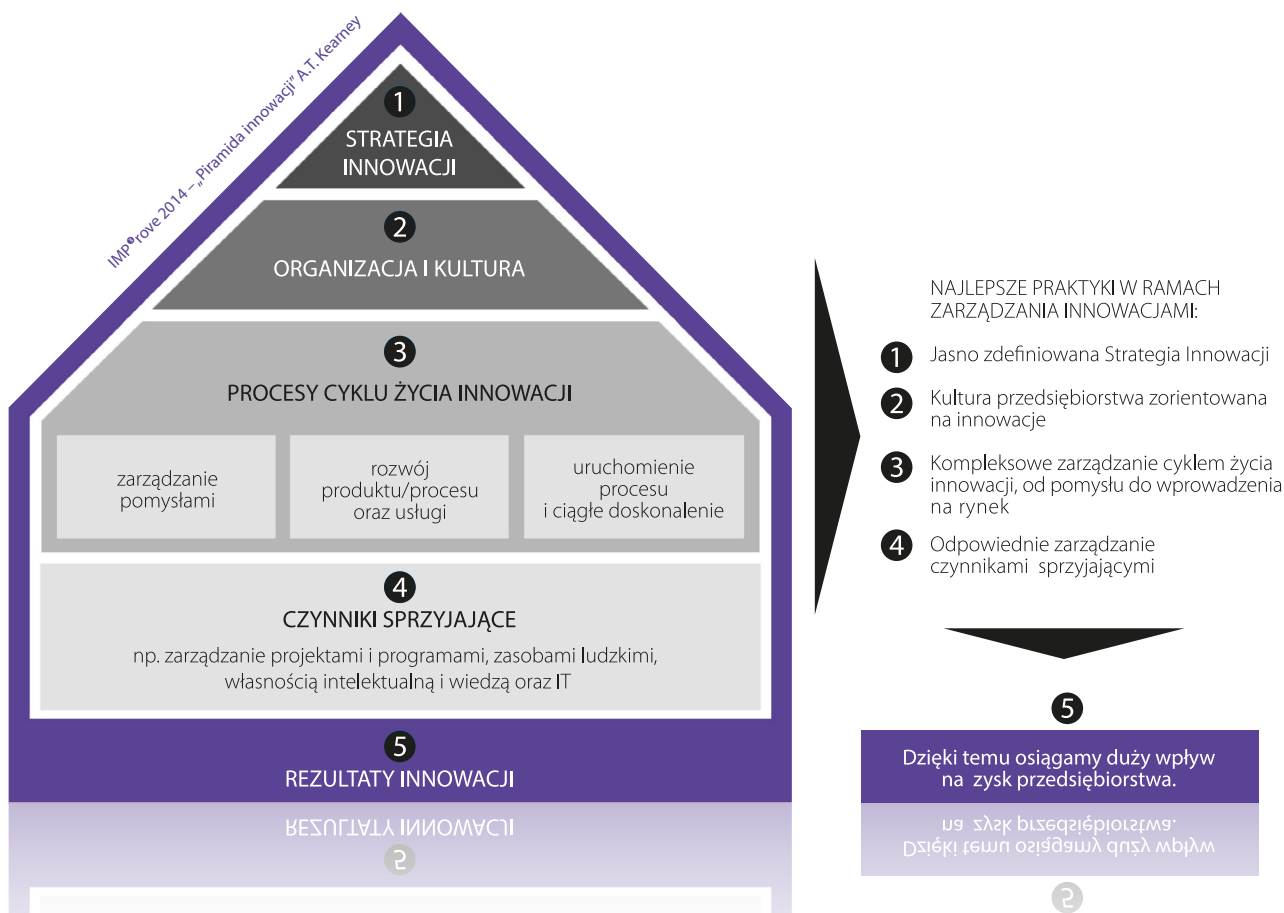 IMP³rove 2014 – „Piramida innowacji” A.T. Kearney
1
STRATEGIA
INNOWACJI
2
ORGANIZACJA I KULTURA
3
PROCESY CYKLU ŻYCIA INNOWACJI
zarządzanie
pomysłami
rozwój
produktu/procesu
oraz usługi
uruchomienie
procesu
i ciągłe doskonalenie
4
CZYNNIKI SPRZYJAJĄCE
np. zarządzanie projektami i programami, zasobami ludzkimi,
własnością intelektualną i wiedzą oraz IT
5
REZULTATY INNOWACJI
NAJLEPSZE PRAKTYKI W RAMACH
ZARZĄDZANIA INNOWACJAMI:
1 Jasno zdefiniowana Strategia Innowacji
2 Kultura przedsiębiorstwa zorientowana
na innowacje
3 Kompleksowe zarządzanie cyklem życia
innowacji, od pomysłu do wprowadzenia
na rynek
4 Odpowiednie zarządzanie
czynnikami sprzyjającymi
5
Dzięki temu osiągamy duży wpływ
na zysk przedsiębiorstwa.